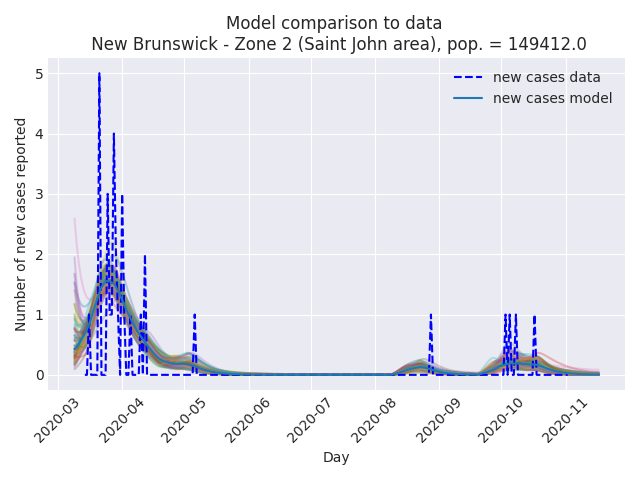 Model comparison to data
New Brunswick - Zone 2 (Saint John area), pop. = 149412.0
new cases data
new cases model
Number of new cases reported
5
4
3
2
1
0
2020-03
2020-04
2020-05
2020-06
2020-07
2020-08
2020-09
2020-10
2020-11
Day